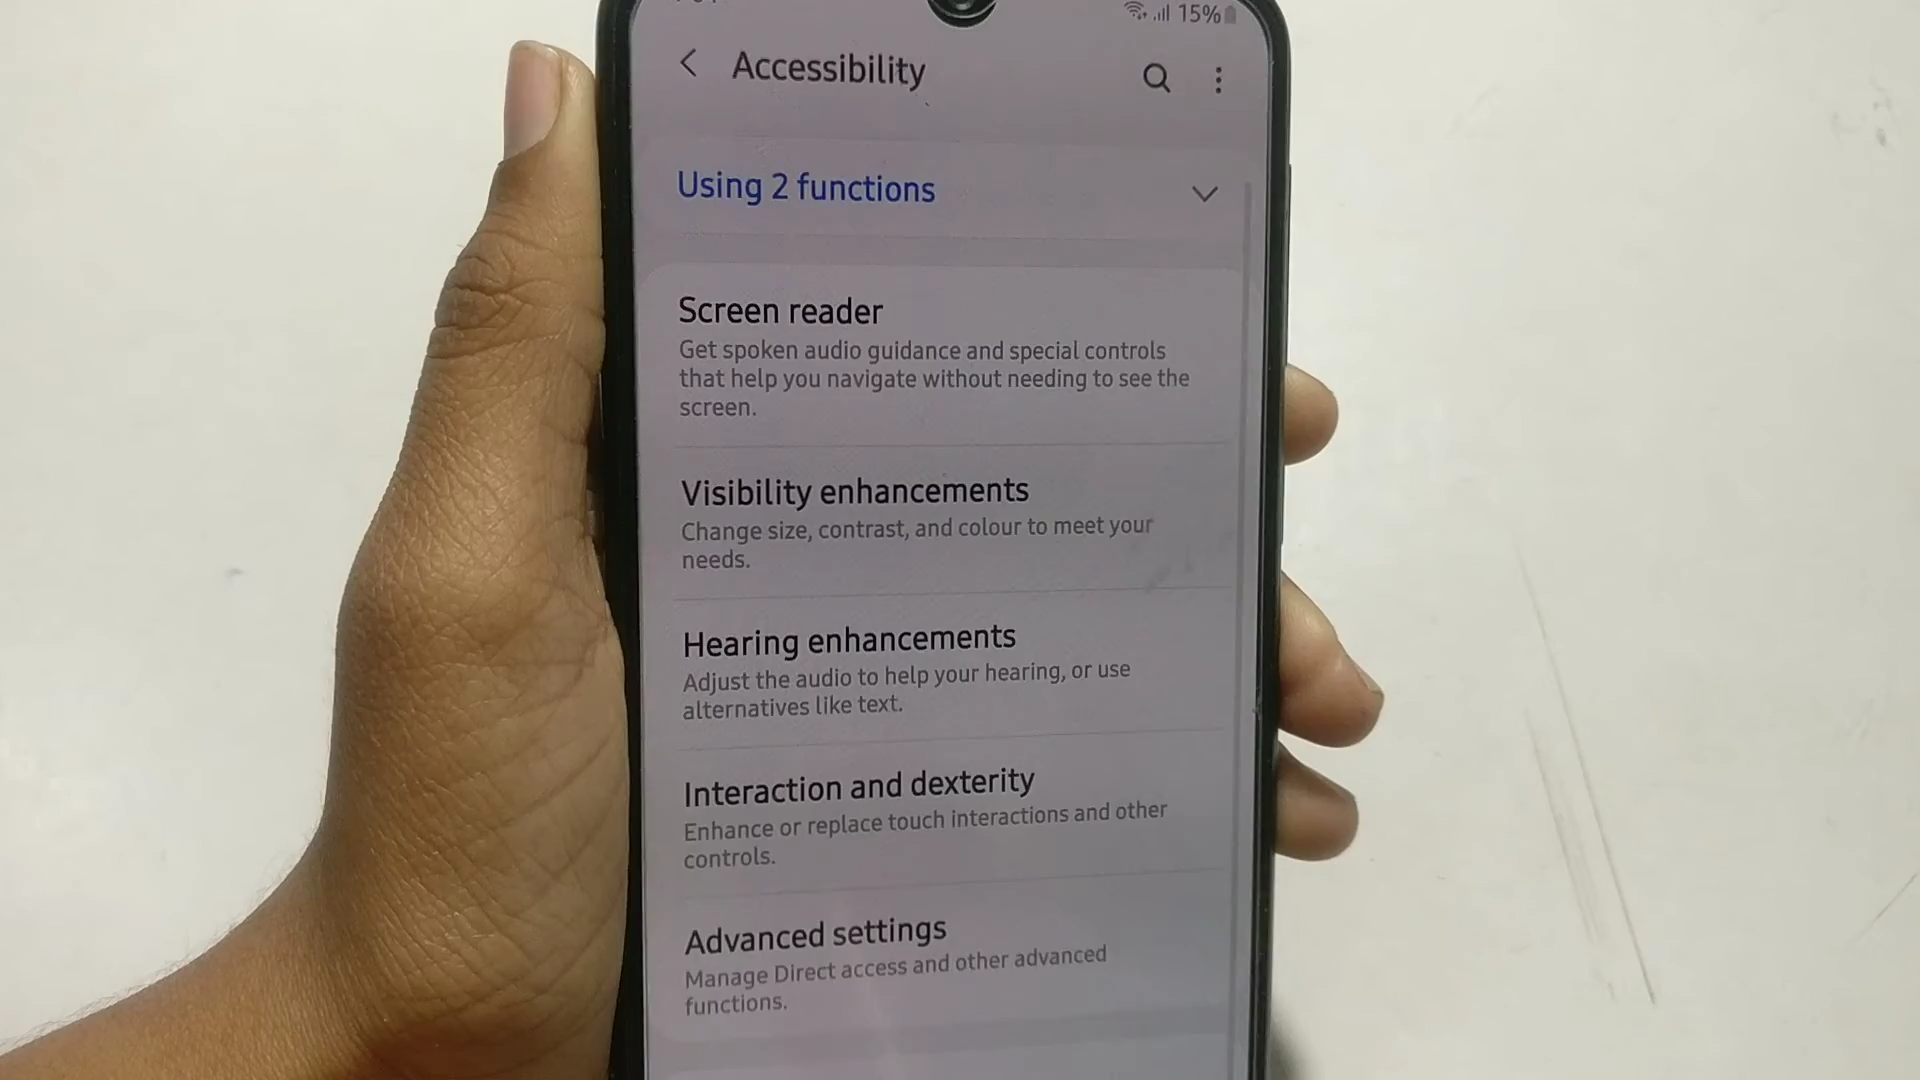 15%
Accessibility
Using 2 functions
Screen reader
Get spoken audio guidance and special controls
that help you navigate without needing to see the
screen.
Visibility enhancements
Change size, contrast, and colour to meet your
needs.
Hearing enhancements
Adjust the audio to help your hearing, or use
alternatives like text.
Interaction and dexterity
Enhance or replace touch interactions and other
controls.
Advanced settings
Manage Direct access and other advanced
functions.